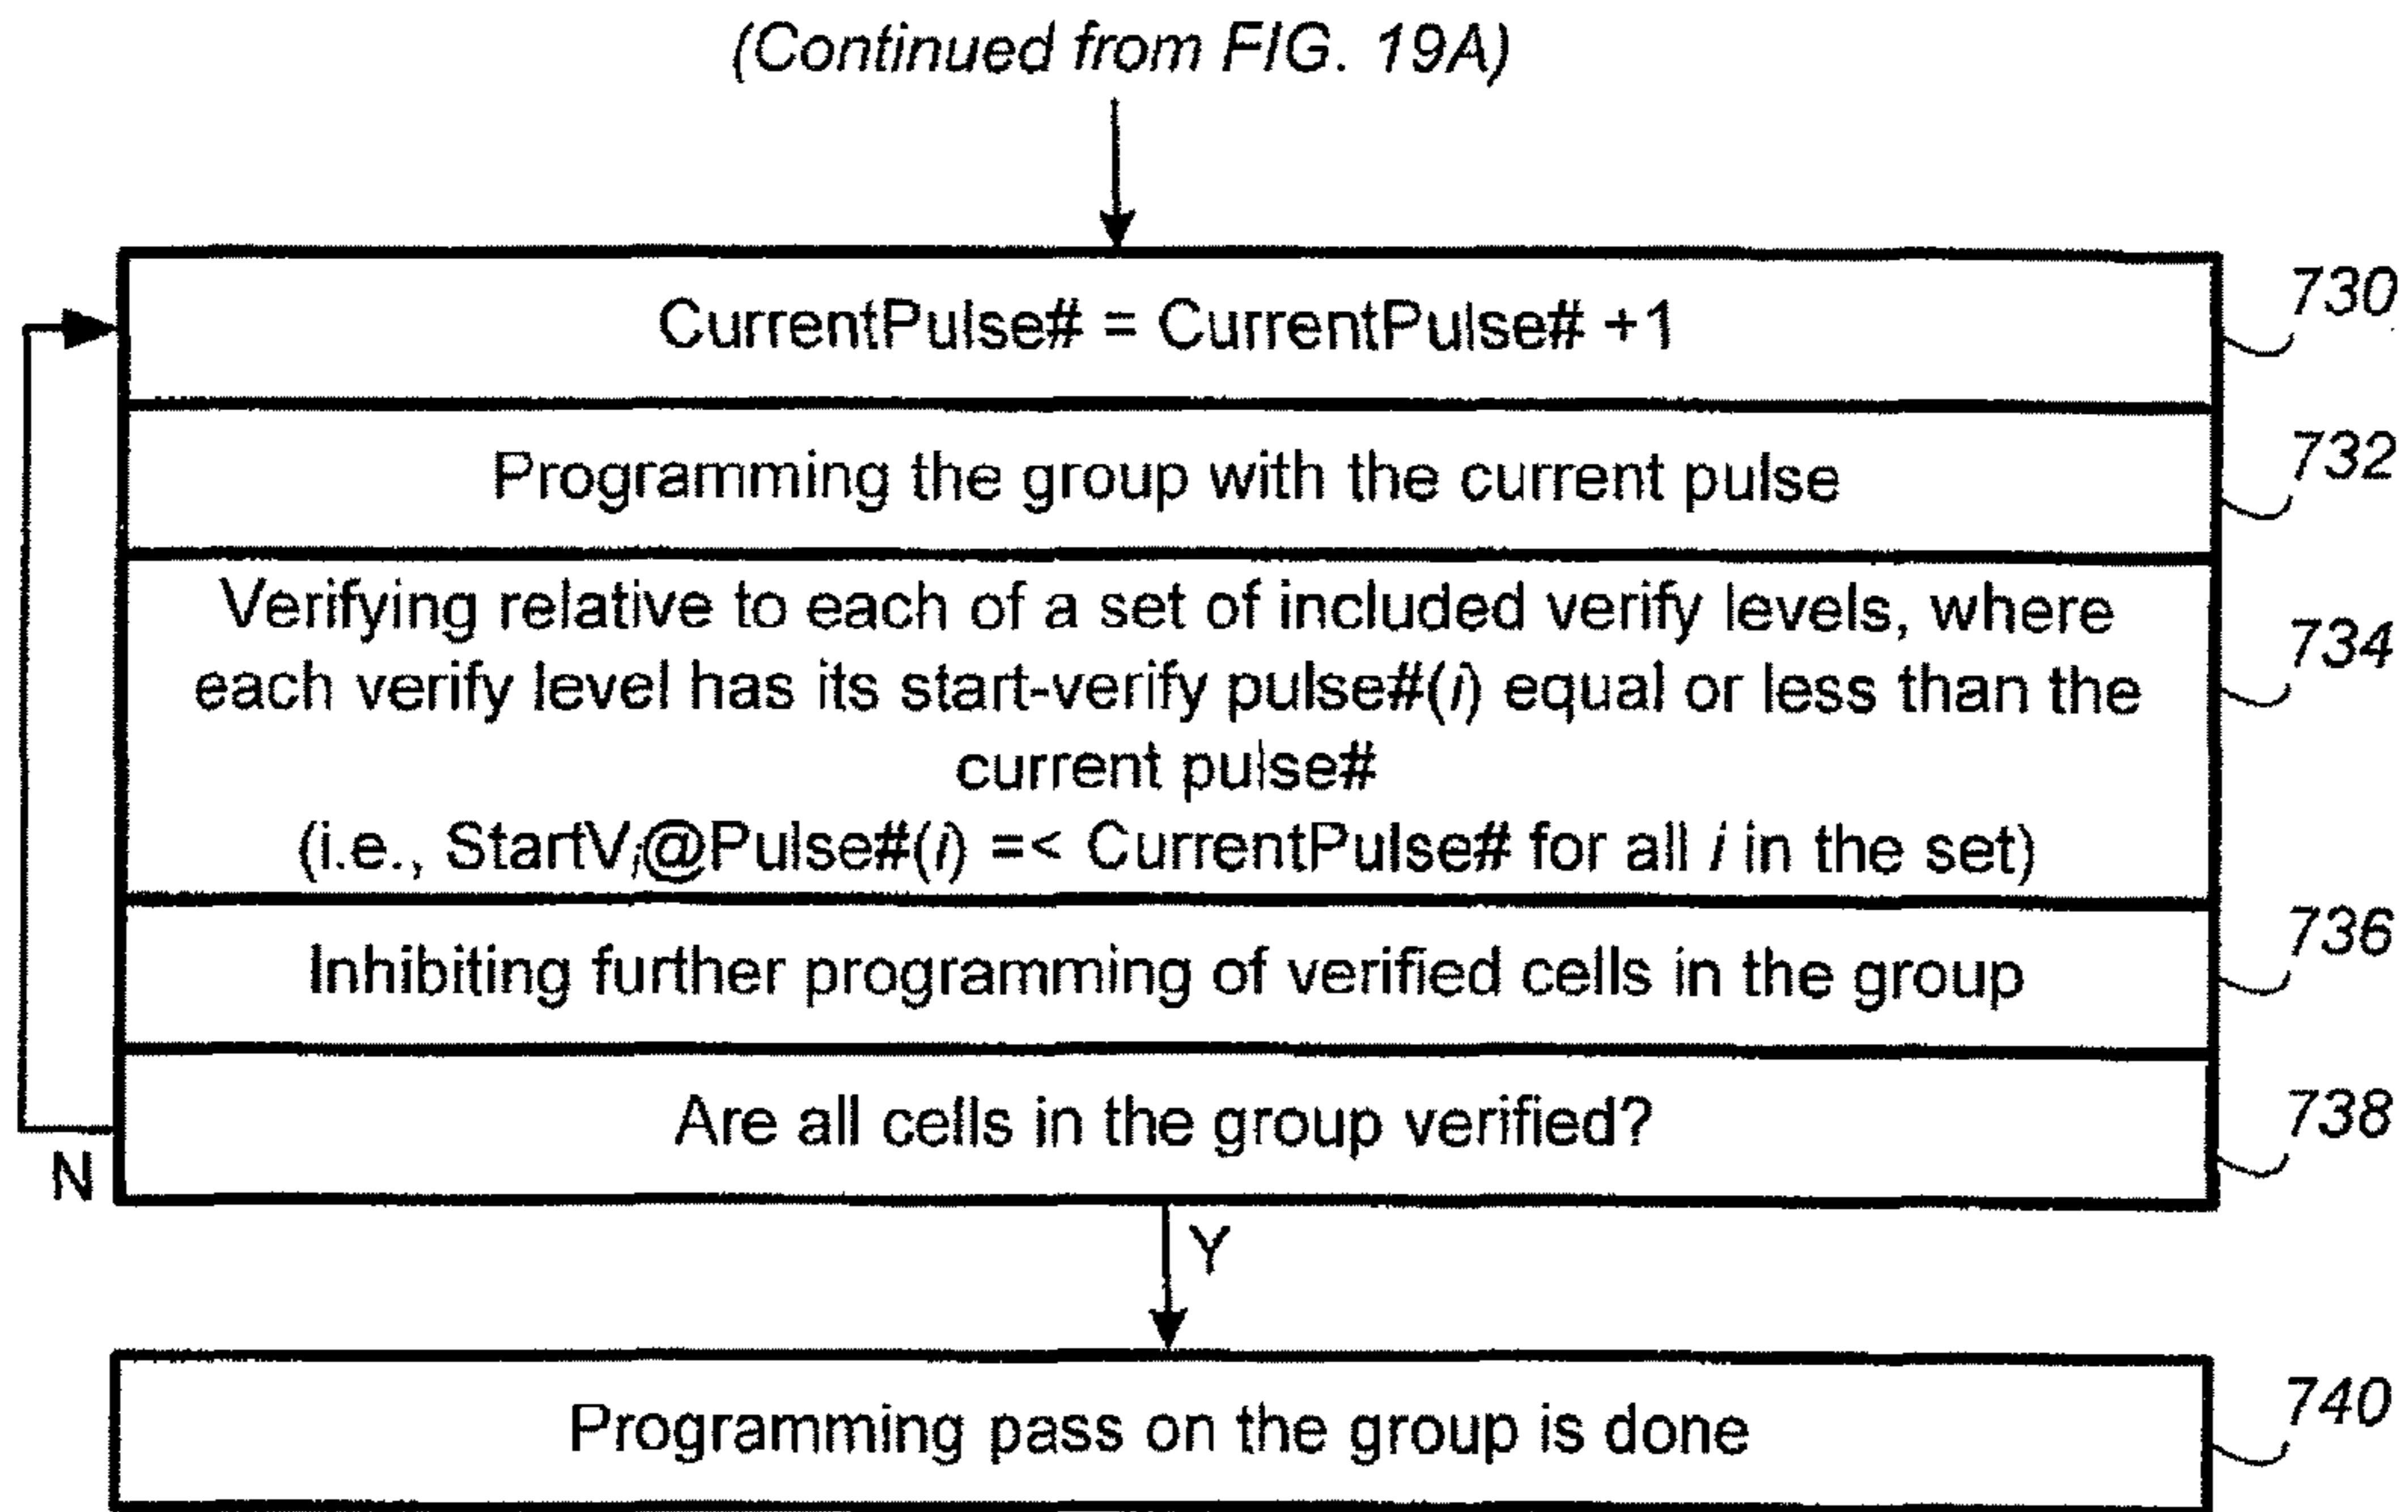 (Continued from FIG. 19A)
CurrentPulse# = CurrentPulse# +1
730
Programming the group with the current pulse
732
Verifying relative to each of a set of included verify levels, where
each verify level has its start-verify pulse#(i) equal or less than the
current pulse#
(i.e., StartVi@Pulse#(i) =< CurrentPulse# for all i in the set)
734
Inhibiting further programming of verified cells in the group
736
Are all cells in the group verified?
738
N
Y
Programming pass on the group is done
740